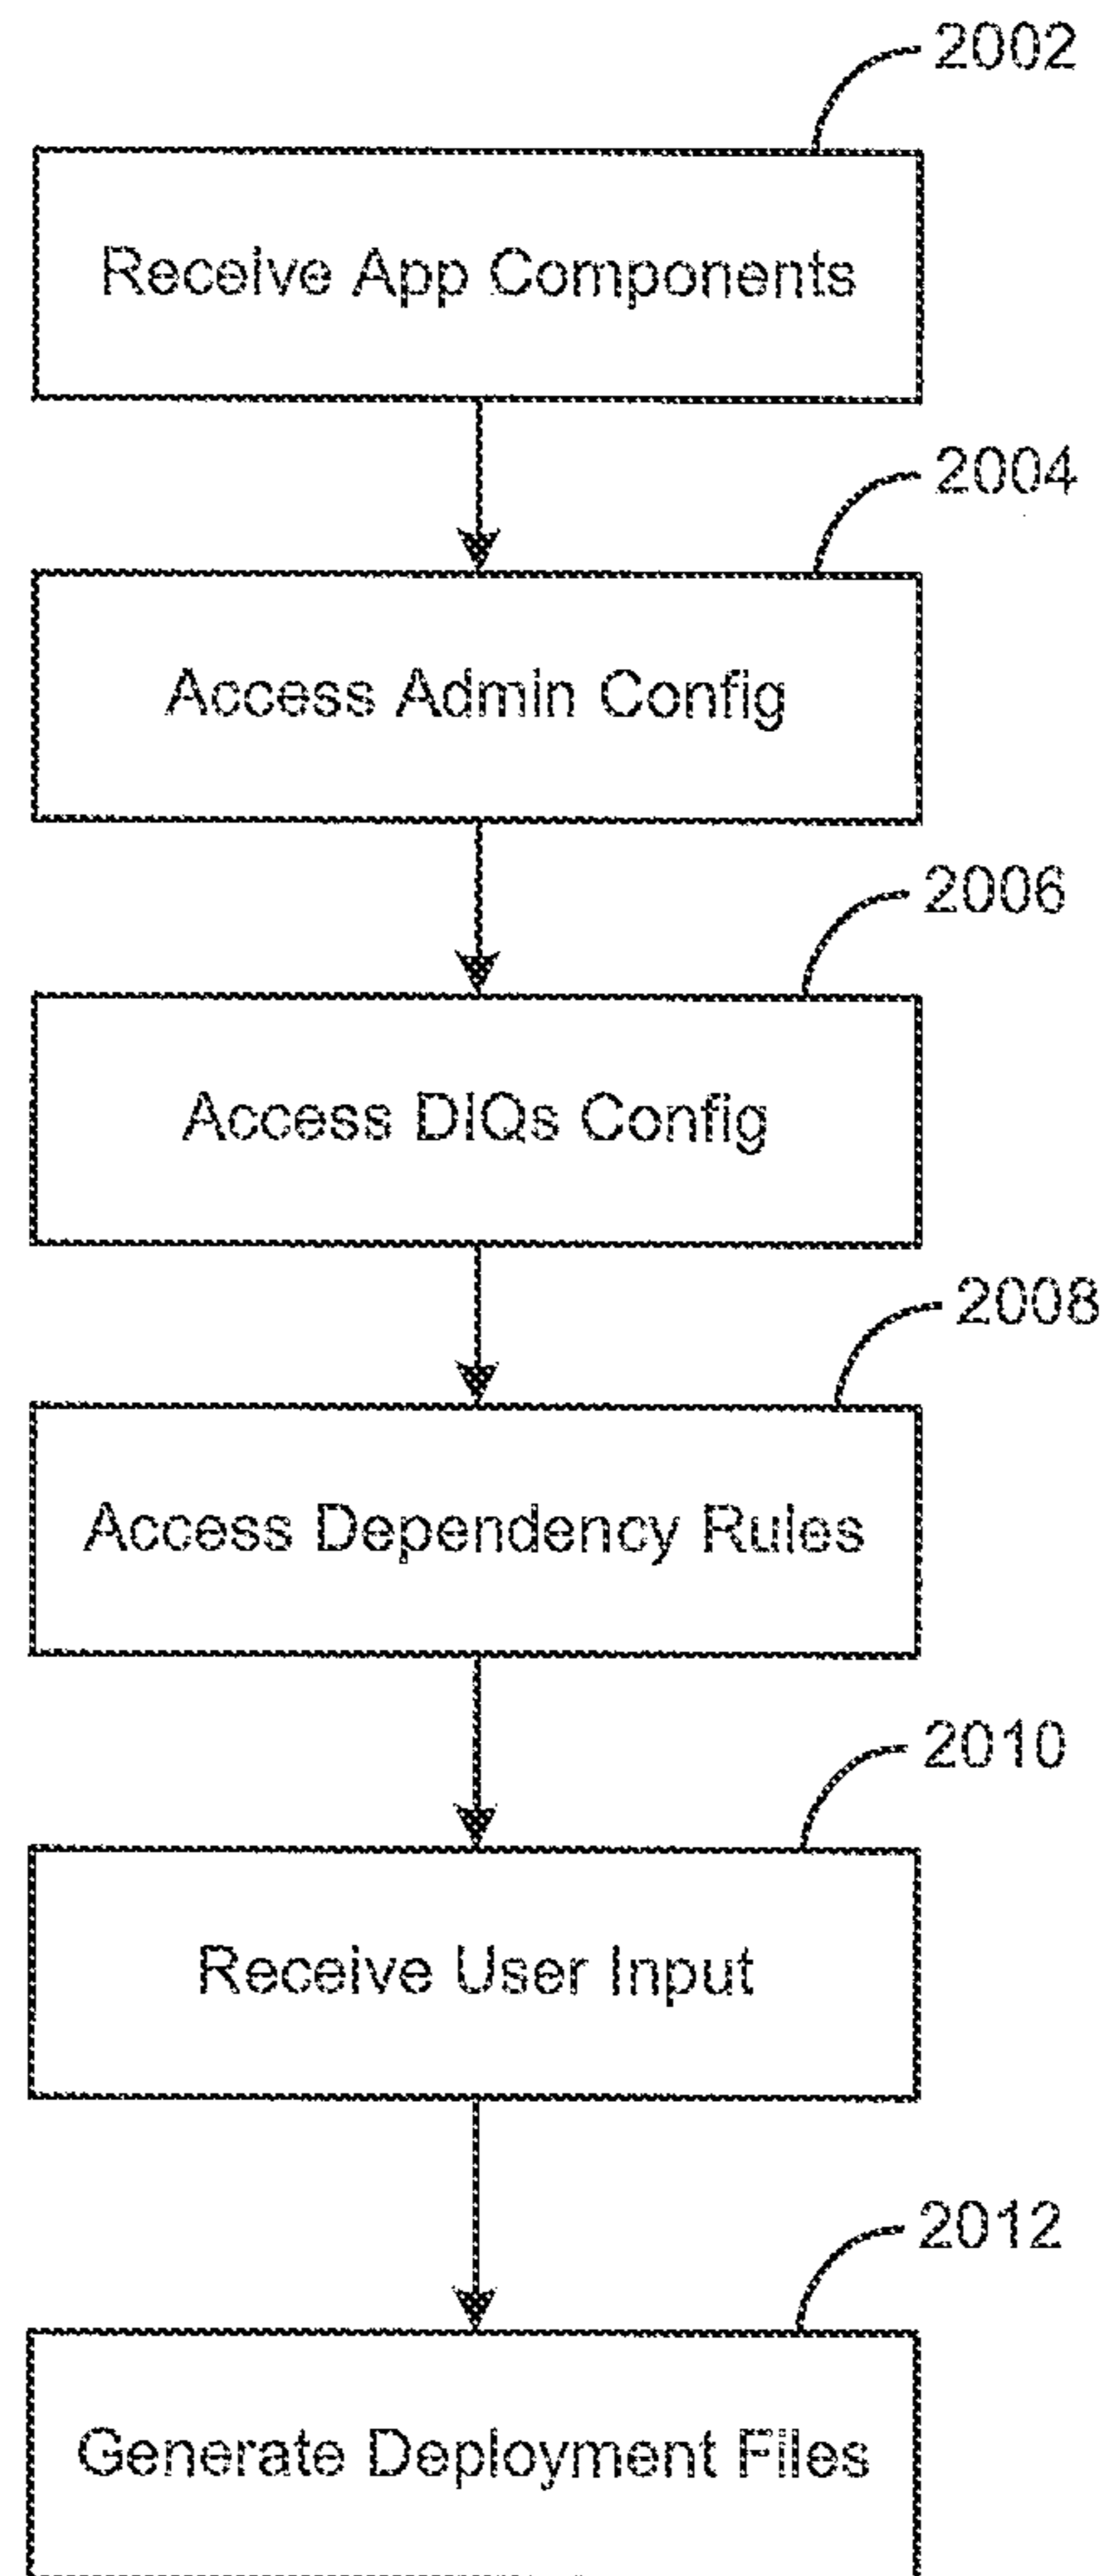 2002
Receive App Components
2004
Access Admin Config
2006
Access DIQs Config
2008
Access Dependency Rules
2010
Receive User Input
2012
Generate Deployment Files